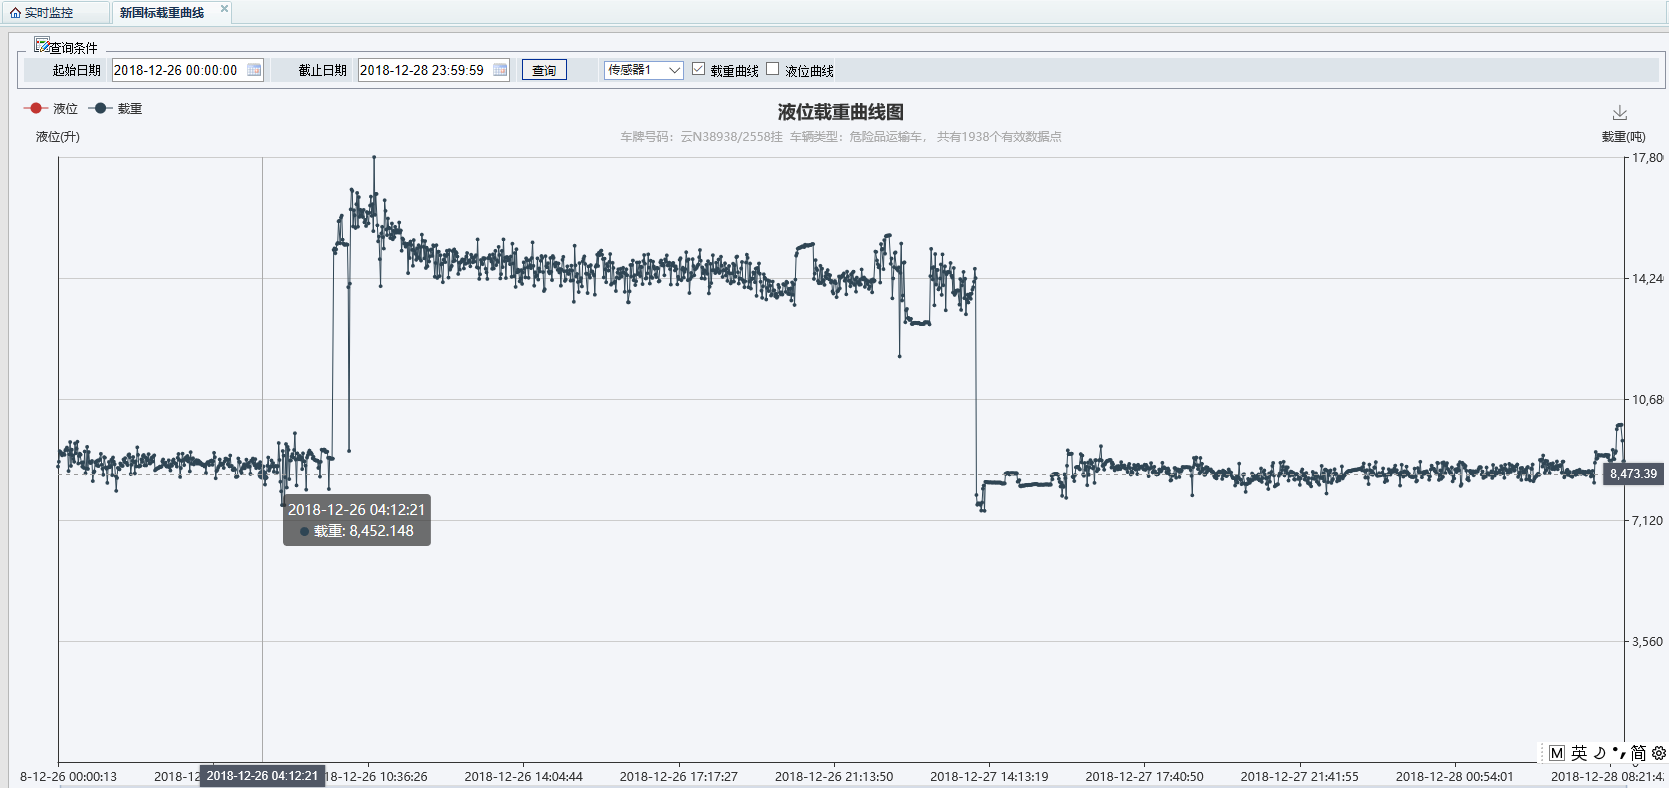 实时监控 新国标载重曲线
查询条件
起始日期 2018-12-26 00:00:00 截止日期 2018-12-28 23:59:59 查询 传感器1 载重曲线 液位曲线
液位 载重 液位载重曲线图
液位(升) 车牌号码：云N38938/2558挂 车辆类型：危险品运输车， 共有1938个有效数据点 载重(吨)
17,80
14,24
10,68
8,473.39
2018-12-26 04:12:21
载重: 8,452.148
7,120
3,560
M 英 简
8-12-26 00:00:13 2018-12 2018-12-26 04:12:21 18-12-26 10:36:26 2018-12-26 14:04:44 2018-12-26 17:17:27 2018-12-26 21:13:50 2018-12-27 14:13:19 2018-12-27 17:40:50 2018-12-27 21:41:55 2018-12-28 00:54:01 2018-12-28 08:21:4